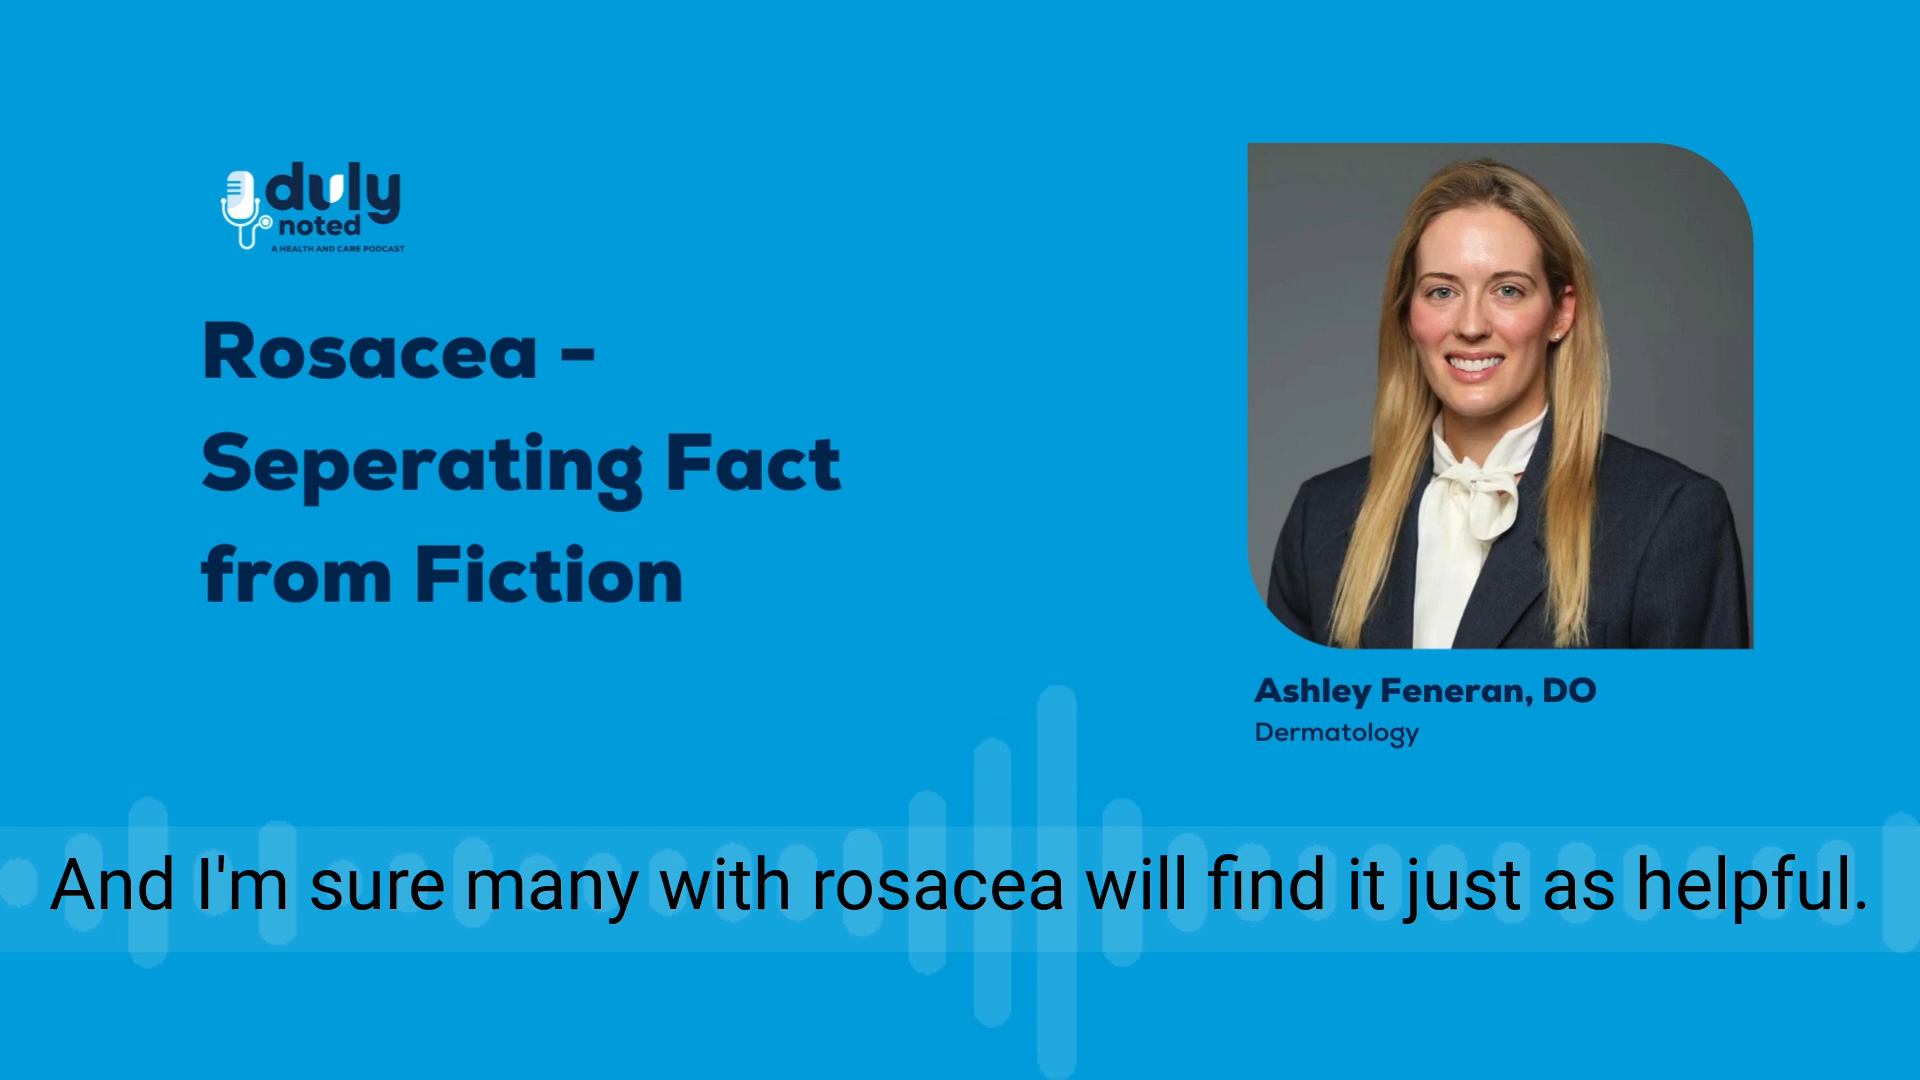 duly
noted
A HEALTH AND CARE PODCAST
Rosacea -
Seperating Fact
from Fiction
Ashley Feneran, DO
Dermatology
And I'm sure many with rosacea will find it just as helpful.